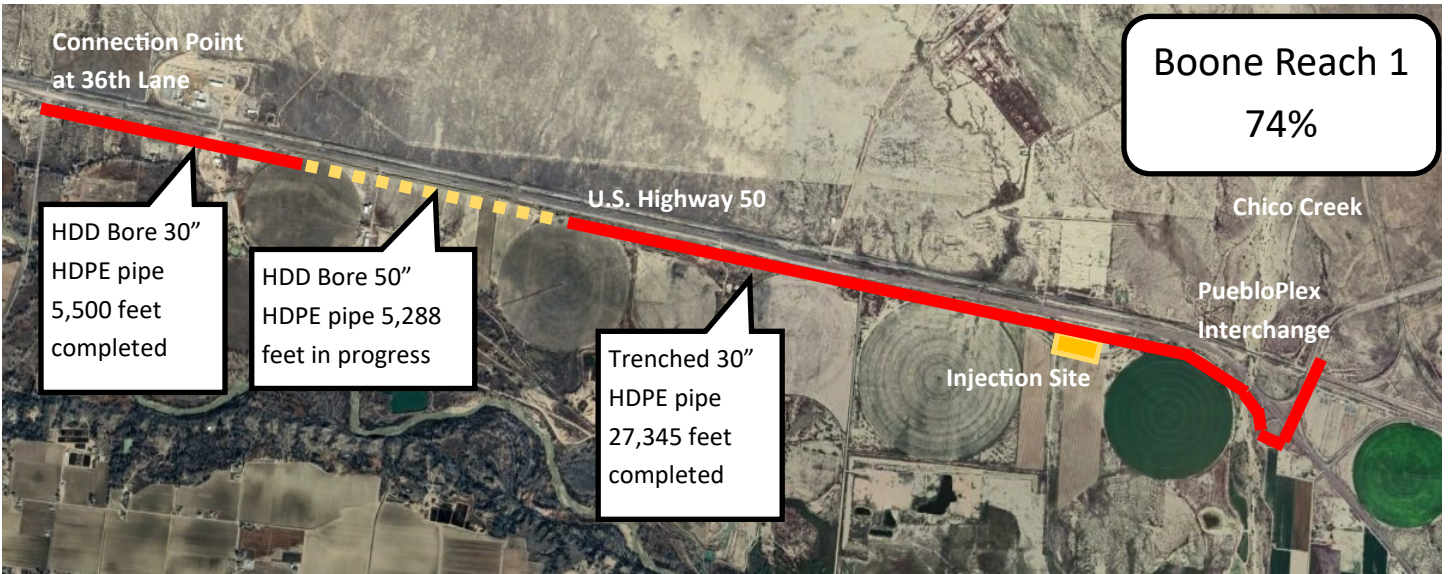 Connection Point
at 36th Lane
Boone Reach 1
74%
U.S. Highway 50
Chico Creek
HDD Bore 30”
HDPE pipe
5,500 feet
completed
HDD Bore 50”
HDPE pipe 5,288
feet in progress
PuebloPlex
Interchange
Trenched 30”
HDPE pipe
27,345 feet
completed
Injection Site